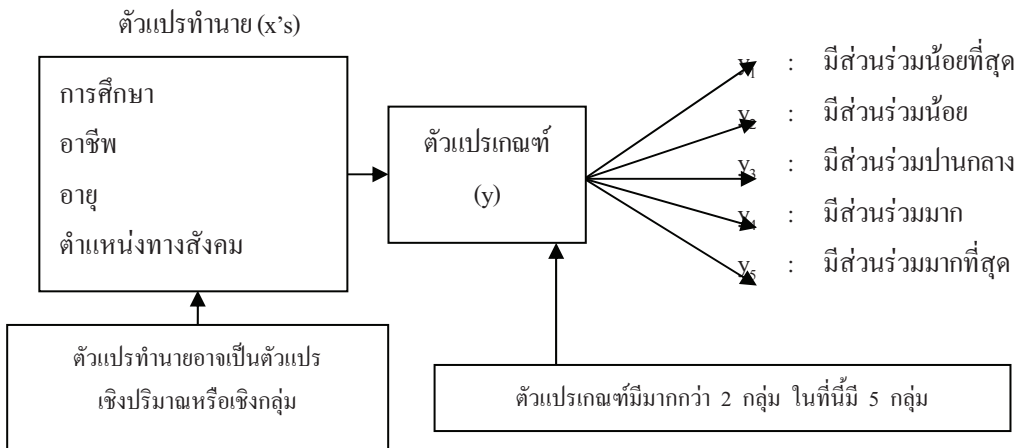 ตัวแปรทำนาย (x’s)
การศึกษา
อาชีพ
อายุ
ตำแหน่งทางสังคม
ตัวแปรทำนายอาจเป็นตัวแปร
เชิงปริมาณหรือเชิงกลุ่ม
ตัวแปรเกณฑ์
(y)
y₁ : มีส่วนร่วมน้อยที่สุด
y₂ : มีส่วนร่วมน้อย
y₃ : มีส่วนร่วมปานกลาง
y₄ : มีส่วนร่วมมาก
y₅ : มีส่วนร่วมมากที่สุด
ตัวแปรเกณฑ์มีมากกว่า 2 กลุ่ม ในที่นี้มี 5 กลุ่ม